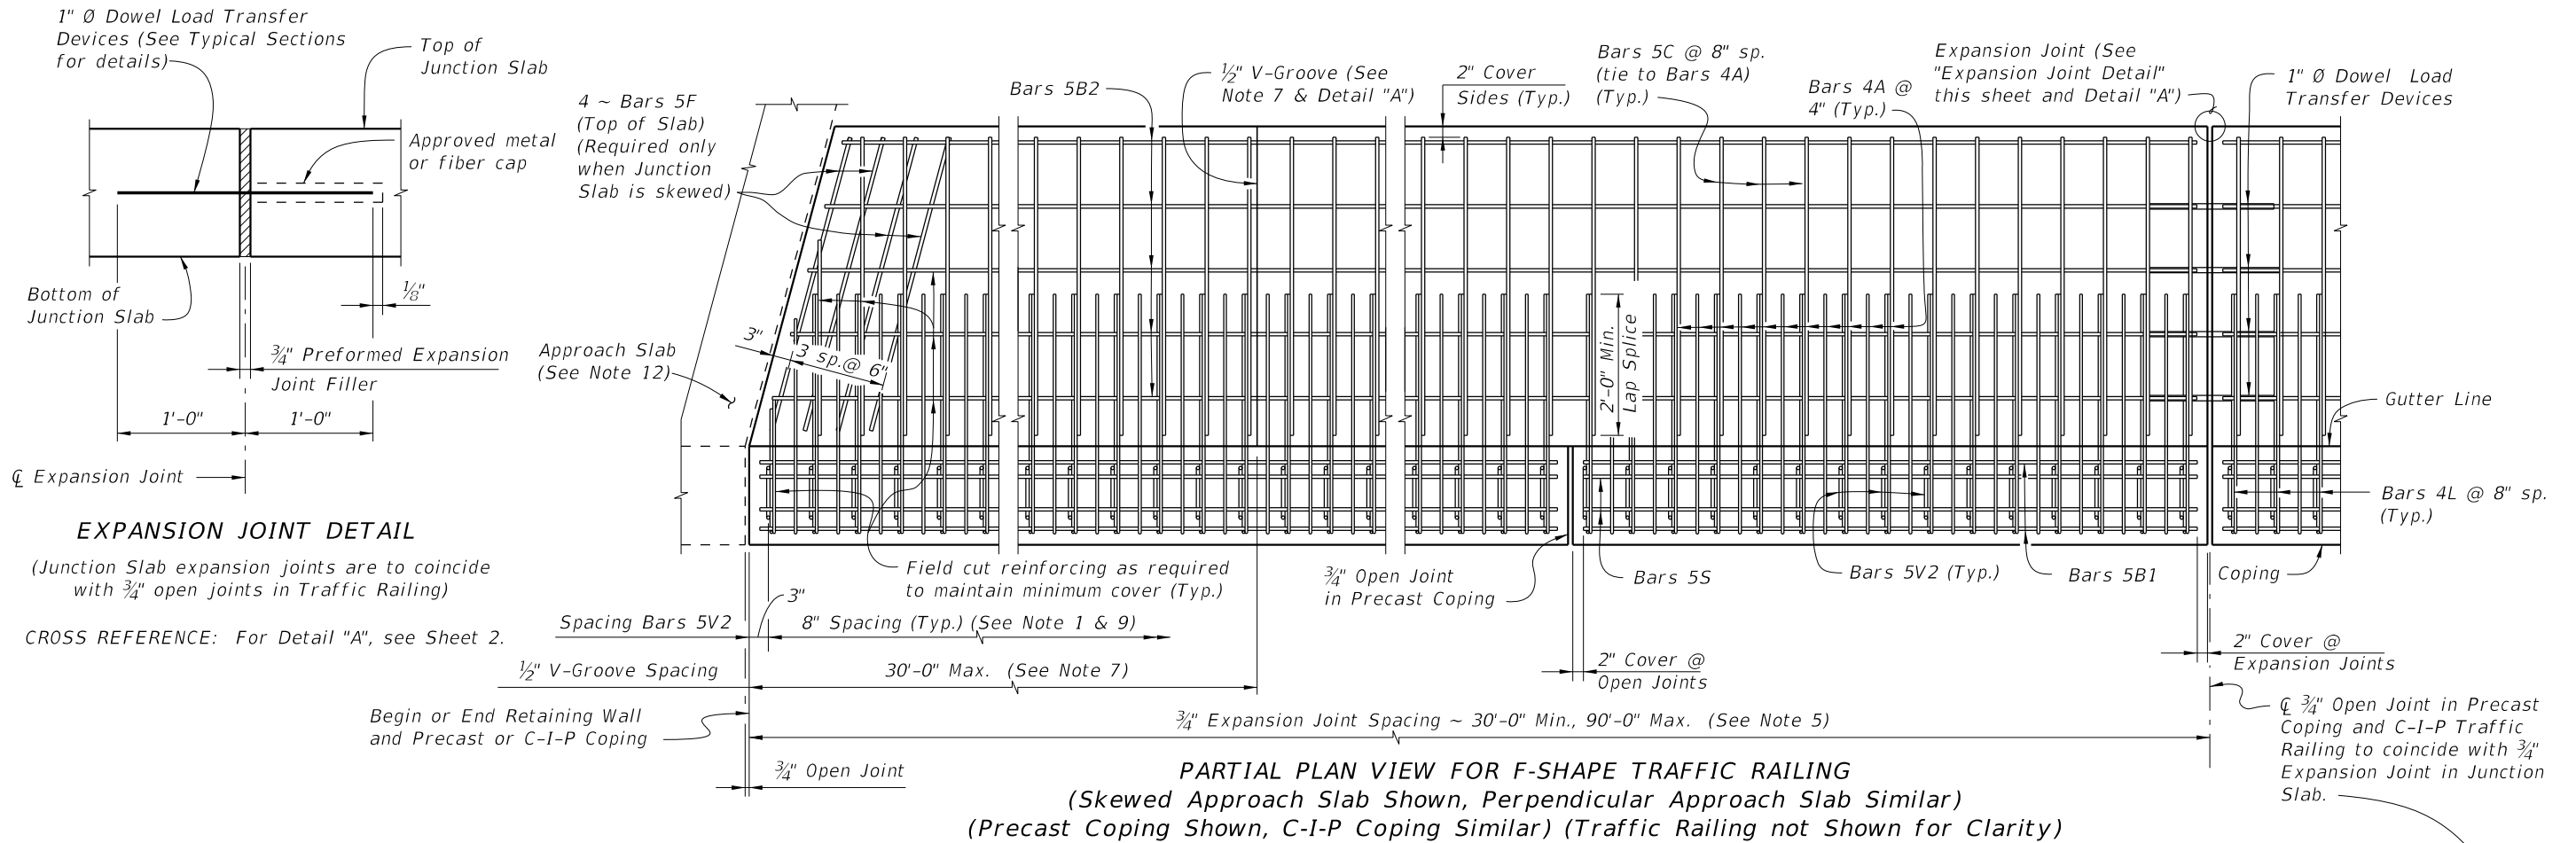 1" Ø Dowel Load Transfer
Devices (See Typical Sections
for details)
Top of
Junction Slab
Approved metal
or fiber cap
Bottom of
Junction Slab
⅛"
¾" Preformed Expansion
Joint Filler
1'-0"
1'-0"
℄ Expansion Joint
EXPANSION JOINT DETAIL
(Junction Slab expansion joints are to coincide
with ¾" open joints in Traffic Railing)
CROSS REFERENCE: For Detail "A", see Sheet 2.
4 ~ Bars 5F
(Top of Slab)
(Required only
when Junction
Slab is skewed)
Approach Slab
(See Note 12)
3"
3 sp.@ 6"
Bars 5B2
½" V-Groove (See
Note 7 & Detail "A")
2" Cover
Sides (Typ.)
Bars 5C @ 8" sp.
(tie to Bars 4A)
(Typ.)
Bars 4A @
4" (Typ.)
Expansion Joint (See
"Expansion Joint Detail"
this sheet and Detail "A")
1" Ø Dowel Load
Transfer Devices
2'-0" Min.
Lap Splice
Gutter Line
Bars 4L @ 8" sp.
(Typ.)
Field cut reinforcing as required
to maintain minimum cover (Typ.)
¾" Open Joint
in Precast Coping
Bars 5S
Bars 5V2 (Typ.)
Bars 5B1
Coping
3"
Spacing Bars 5V2
8" Spacing (Typ.) (See Note 1 & 9)
½" V-Groove Spacing
30'-0" Max. (See Note 7)
2" Cover @
Open Joints
2" Cover @
Expansion Joints
Begin or End Retaining Wall
and Precast or C-I-P Coping
¾" Expansion Joint Spacing ~ 30'-0" Min., 90'-0" Max. (See Note 5)
¾" Open Joint
℄ ¾" Open Joint in Precast
Coping and C-I-P Traffic
Railing to coincide with ¾"
Expansion Joint in Junction
Slab.
PARTIAL PLAN VIEW FOR F-SHAPE TRAFFIC RAILING
(Skewed Approach Slab Shown, Perpendicular Approach Slab Similar)
(Precast Coping Shown, C-I-P Coping Similar) (Traffic Railing not Shown for Clarity)